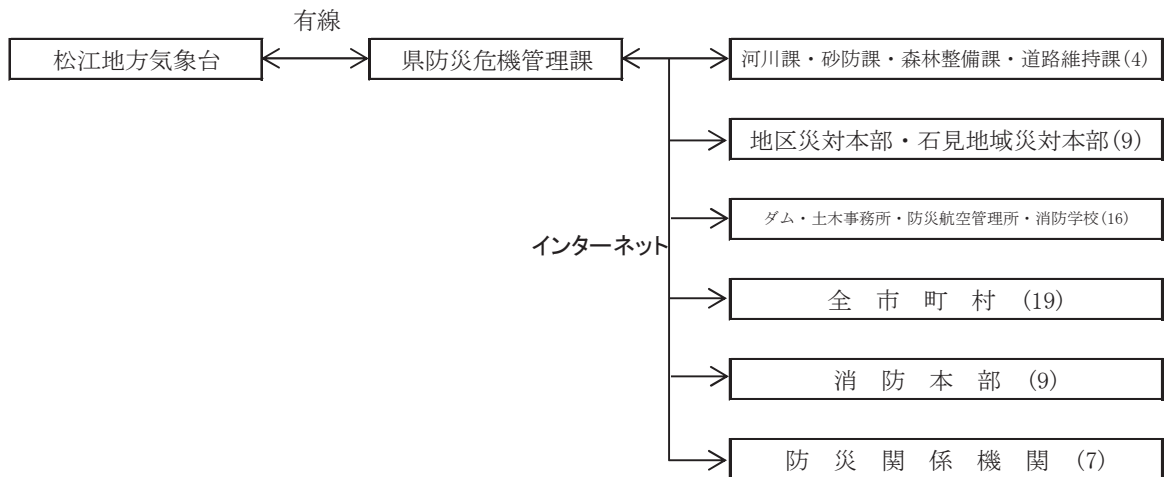 有線
松江地方気象台
県防災危機管理課
河川課・砂防課・森林整備課・道路維持課(4)
地区災対本部・石見地域災対本部(9)
ダム・土木事務所・防災航空管理所・消防学校(16)
インターネット
全市町村 (19)
消防本部 (9)
防災関係機関 (7)